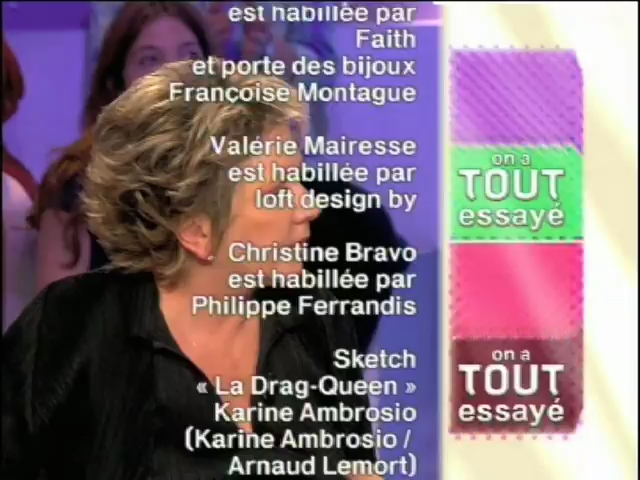 est habillée par
Faith
et porte des bijoux
Françoise Montague
Valérie Mairesse
est habillée par
loft design by
Christine Bravo
est habillée par
Philippe Ferrandis
Sketch
« La Drag-Queen »
Karine Ambrosio
(Karine Ambrosio /
Arnaud Lemort)
on a
TOUT
essayé
on a
TOUT
essayé